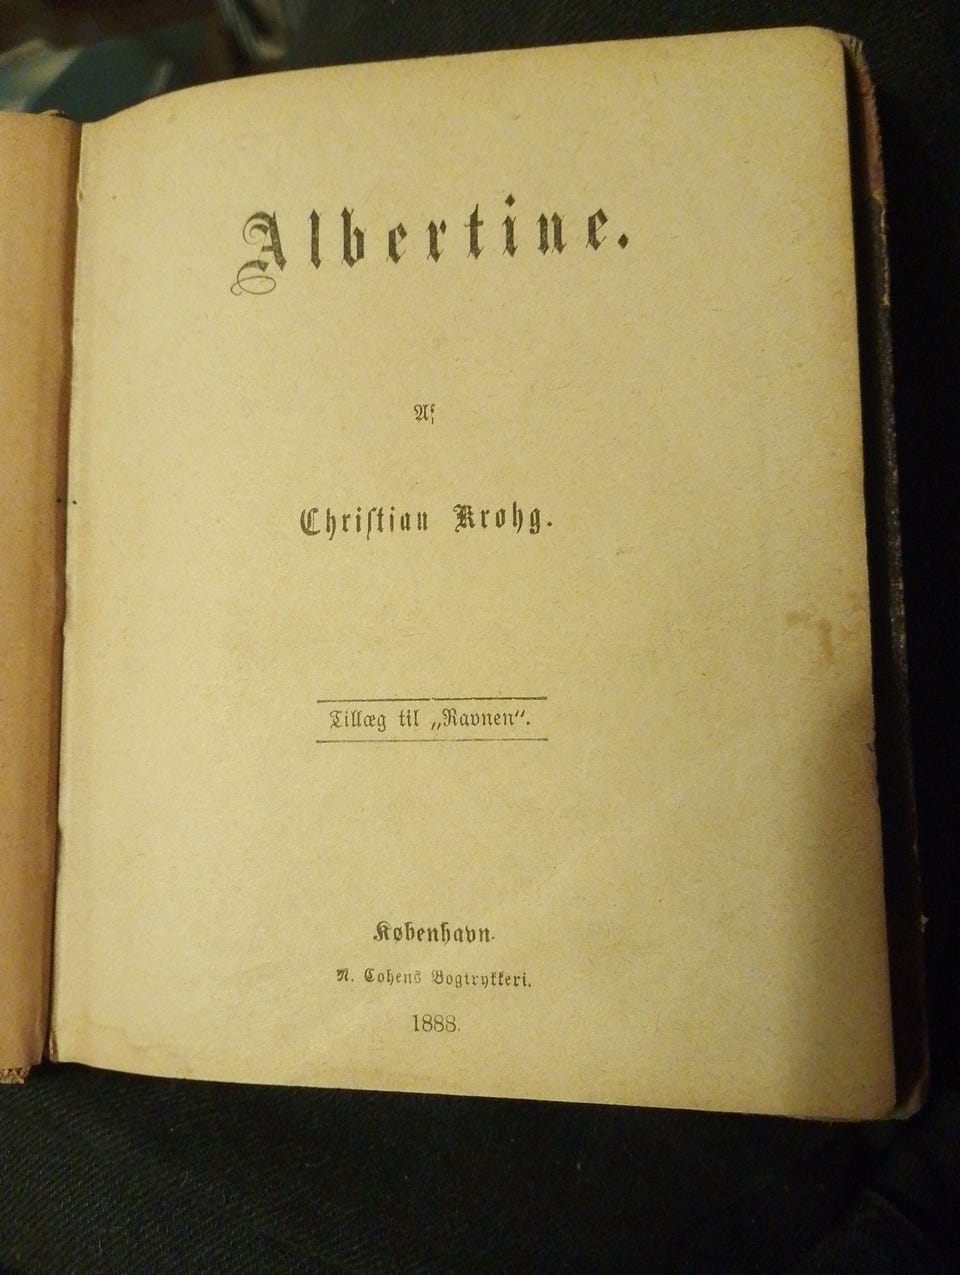 Albertine.
Af
Christian Krohg.
Tillæg til „Ravnen“.
København.
N. Cohens Bogtrykkeri.
1888.